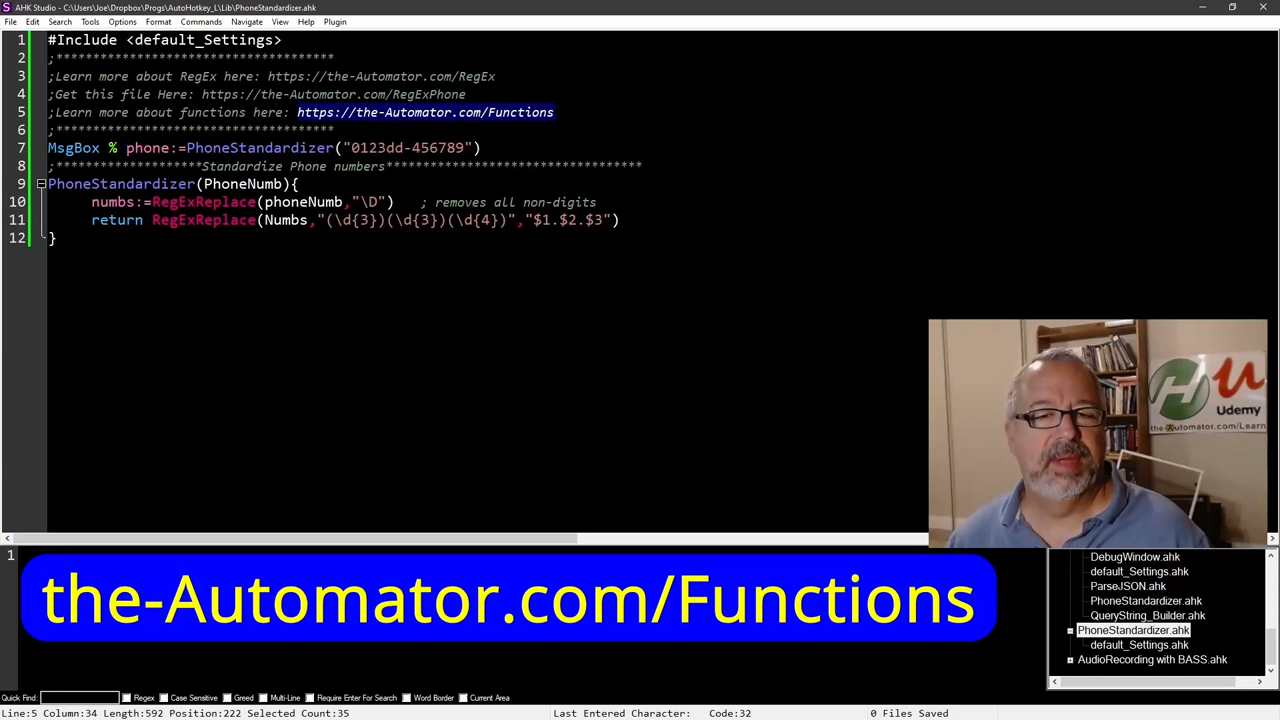 AHK Studio - C:\Users\Joe\Dropbox\Progs\AutoHotkey_L\Lib\PhoneStandardizer.ahk
File Edit Search Tools Options Format Commands Navigate View Help Plugin
1 #Include <default_Settings>
2 ;**********************************
3 ;Learn more about RegEx here: https://the-Automator.com/RegEx
4 ;Get this file Here: https://the-Automator.com/RegExPhone
5 ;Learn more about functions here: https://the-Automator.com/Functions
6 ;**********************************
7 MsgBox % phone:=PhoneStandardizer("0123dd-456789")
8 ;********************Standardize Phone numbers***********************************
9 PhoneStandardizer(PhoneNumb){
10 numbs:=RegExReplace(phoneNumb,"\D") ; removes all non-digits
11 return RegExReplace(Numbs,"(\d{3})(\d{3})(\d{4})","$1.$2.$3")
12 }
H u
Udemy
the-Automator.com/Learn
1
the-Automator.com/Functions
DebugWindow.ahk
default_Settings.ahk
ParseJSON.ahk
PhoneStandardizer.ahk
QueryString_Builder.ahk
PhoneStandardizer.ahk
default_Settings.ahk
AudioRecording with BASS.ahk
Quick Find: Regex Case Sensitive Greed Multi-Line Require Enter For Search Word Border Current Area
Line:5 Column:34 Length:592 Position:222 Selected Count:35 Last Entered Character: Code:32 0 Files Saved